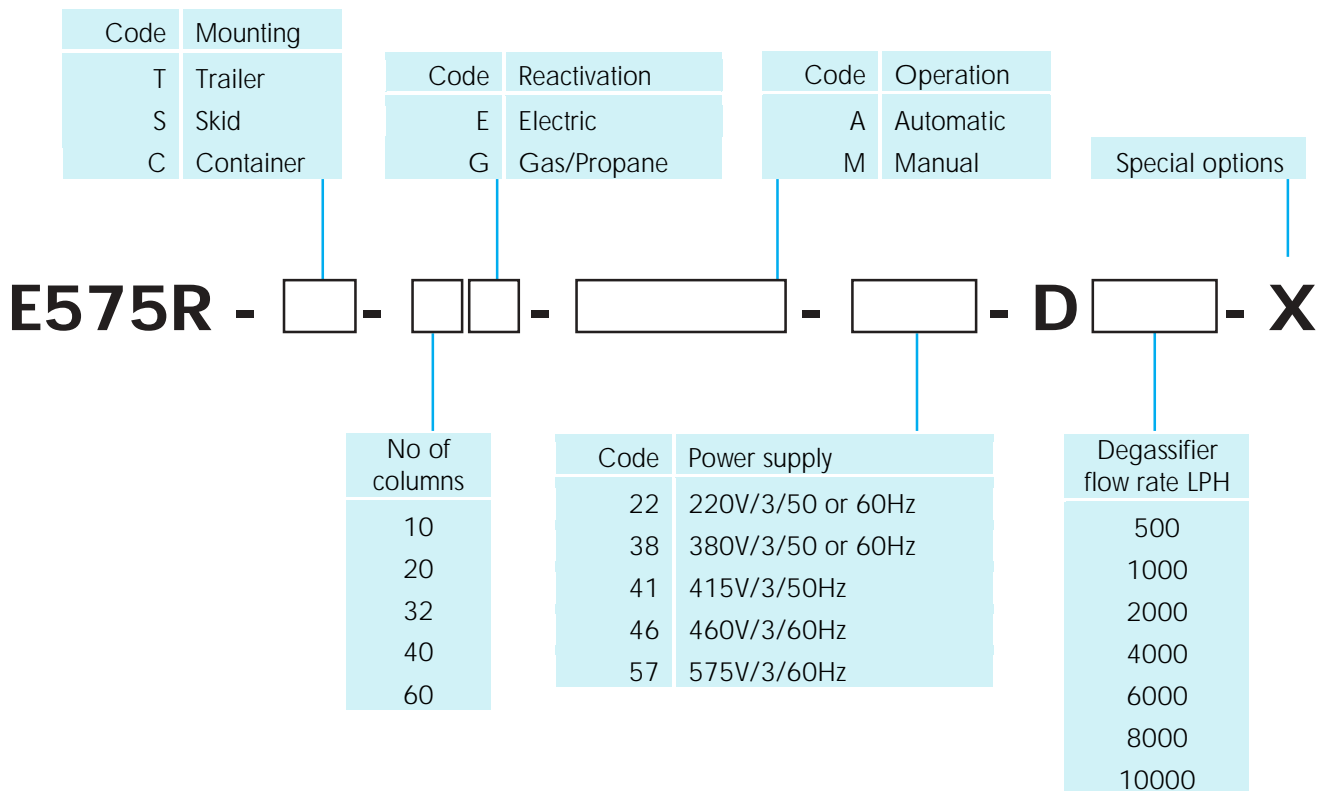 Code Mounting
T Trailer
S Skid
C Container
Code Reactivation
E Electric
G Gas/Propane
Code Operation
A Automatic
M Manual
Special options
E575R - - - - - D - X
No of
columns
10
20
32
40
60
Code Power supply
22 220V/3/50 or 60Hz
38 380V/3/50 or 60Hz
41 415V/3/50Hz
46 460V/3/60Hz
57 575V/3/60Hz
Degassifier
flow rate LPH
500
1000
2000
4000
6000
8000
10000